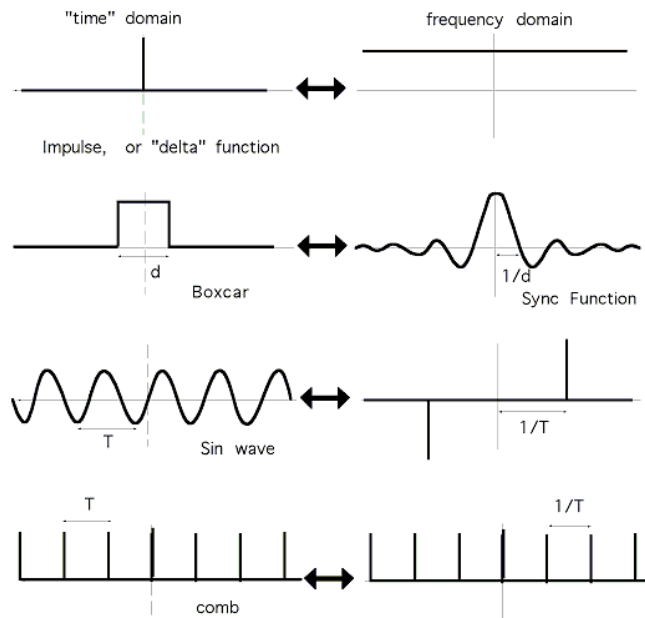 "time" domain
frequency domain
Impulse, or "delta" function
d
Boxcar
1/d
Sync Function
T
Sin wave
1/T
T
1/T
comb